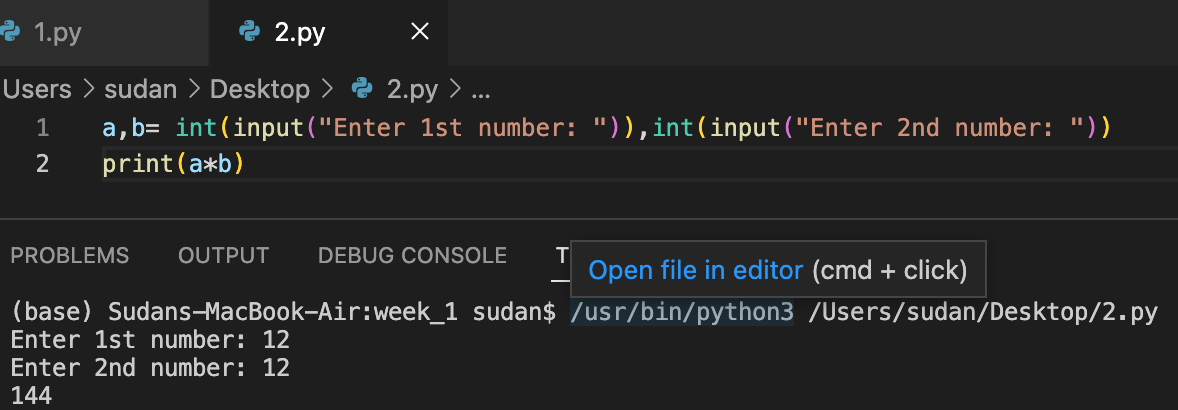 1.py 2.py ×
Users > sudan > Desktop > 2.py > ...
1 a,b= int(input("Enter 1st number: ")),int(input("Enter 2nd number: "))
2 print(a*b)
PROBLEMS OUTPUT DEBUG CONSOLE T
Open file in editor (cmd + click)
(base) Sudans-MacBook-Air:week_1 sudan$ /usr/bin/python3 /Users/sudan/Desktop/2.py
Enter 1st number: 12
Enter 2nd number: 12
144